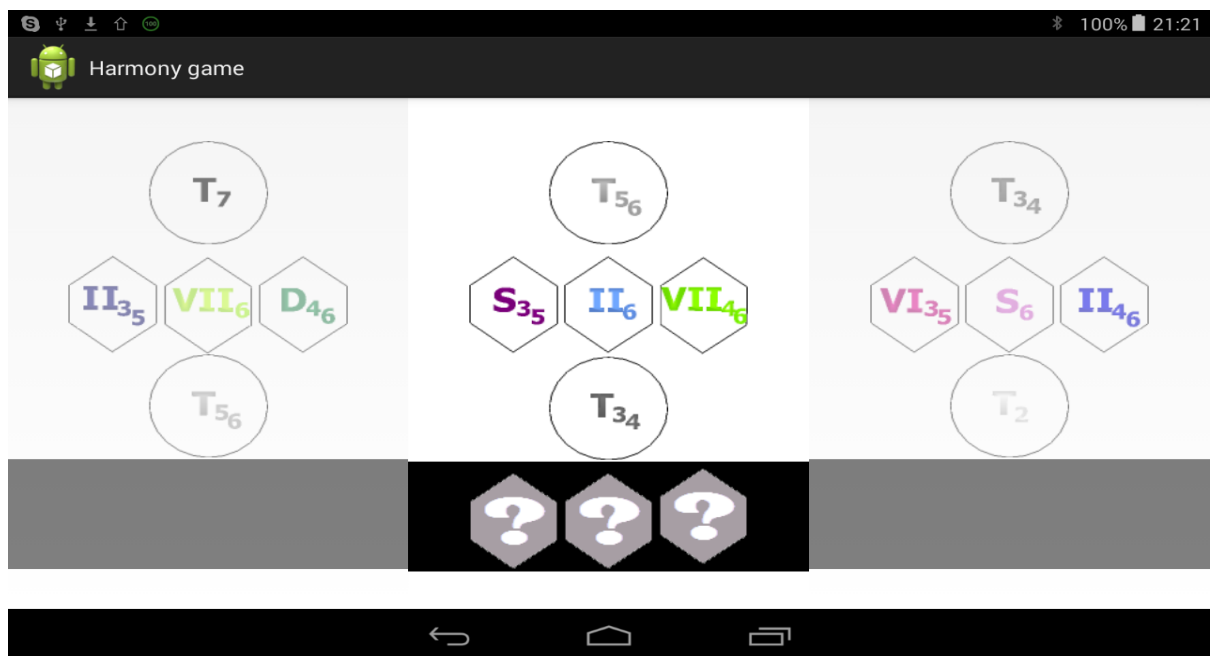 100 100% 21:21
Harmony game
T₇ T₅₆ T₃₄
II₃₅ VII₆ D₄₆ S₃₅ II₆ VII₄₆ VI₃₅ S₆ II₄₆
T₅₆ T₃₄ T₂
? ? ?